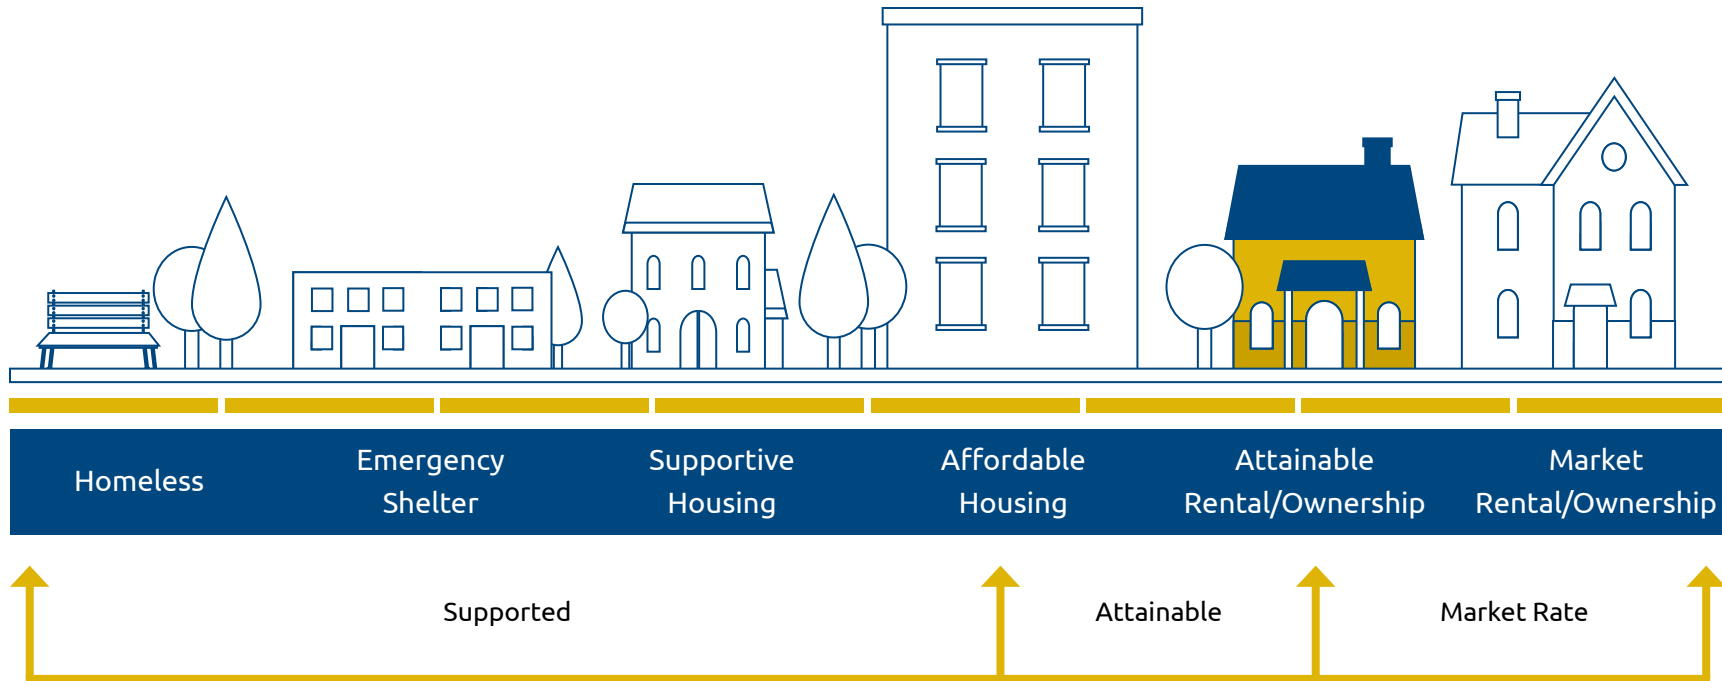 Homeless
Emergency
Shelter
Supportive
Housing
Affordable
Housing
Attainable
Rental/Ownership
Market
Rental/Ownership
Supported
Attainable
Market Rate